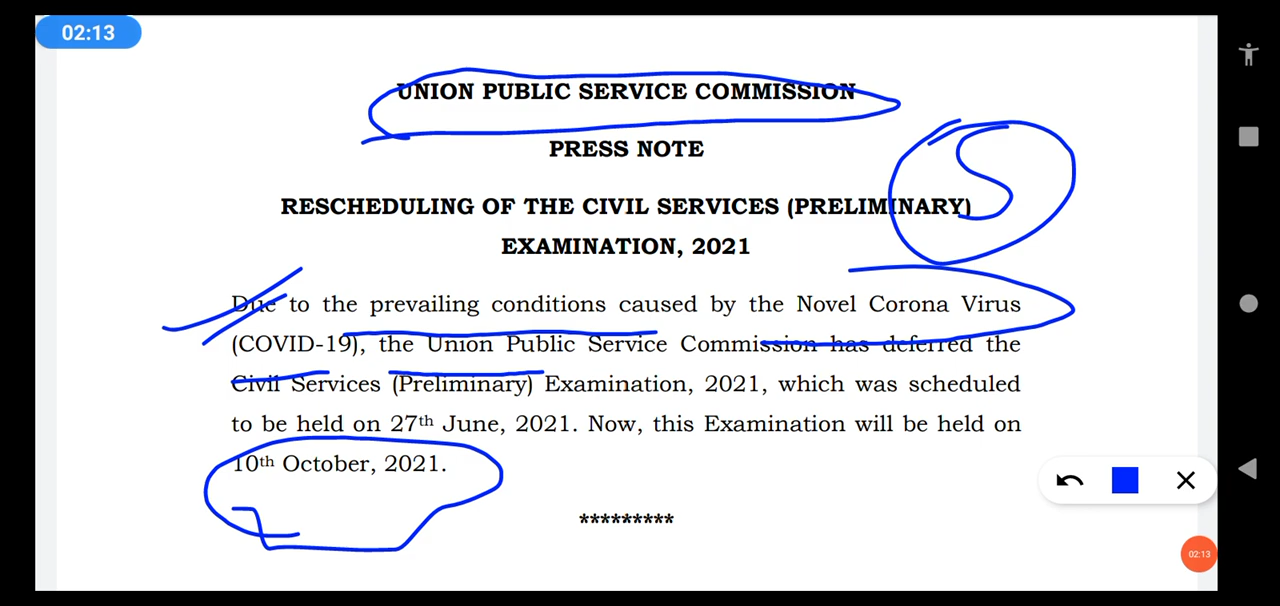 02:13
UNION PUBLIC SERVICE COMMISSION
PRESS NOTE
RESCHEDULING OF THE CIVIL SERVICES (PRELIMINARY)
EXAMINATION, 2021
Due to the prevailing conditions caused by the Novel Corona Virus
(COVID-19), the Union Public Service Commission has deferred the
Civil Services (Preliminary) Examination, 2021, which was scheduled
to be held on 27th June, 2021. Now, this Examination will be held on
10th October, 2021.
*********
02:13